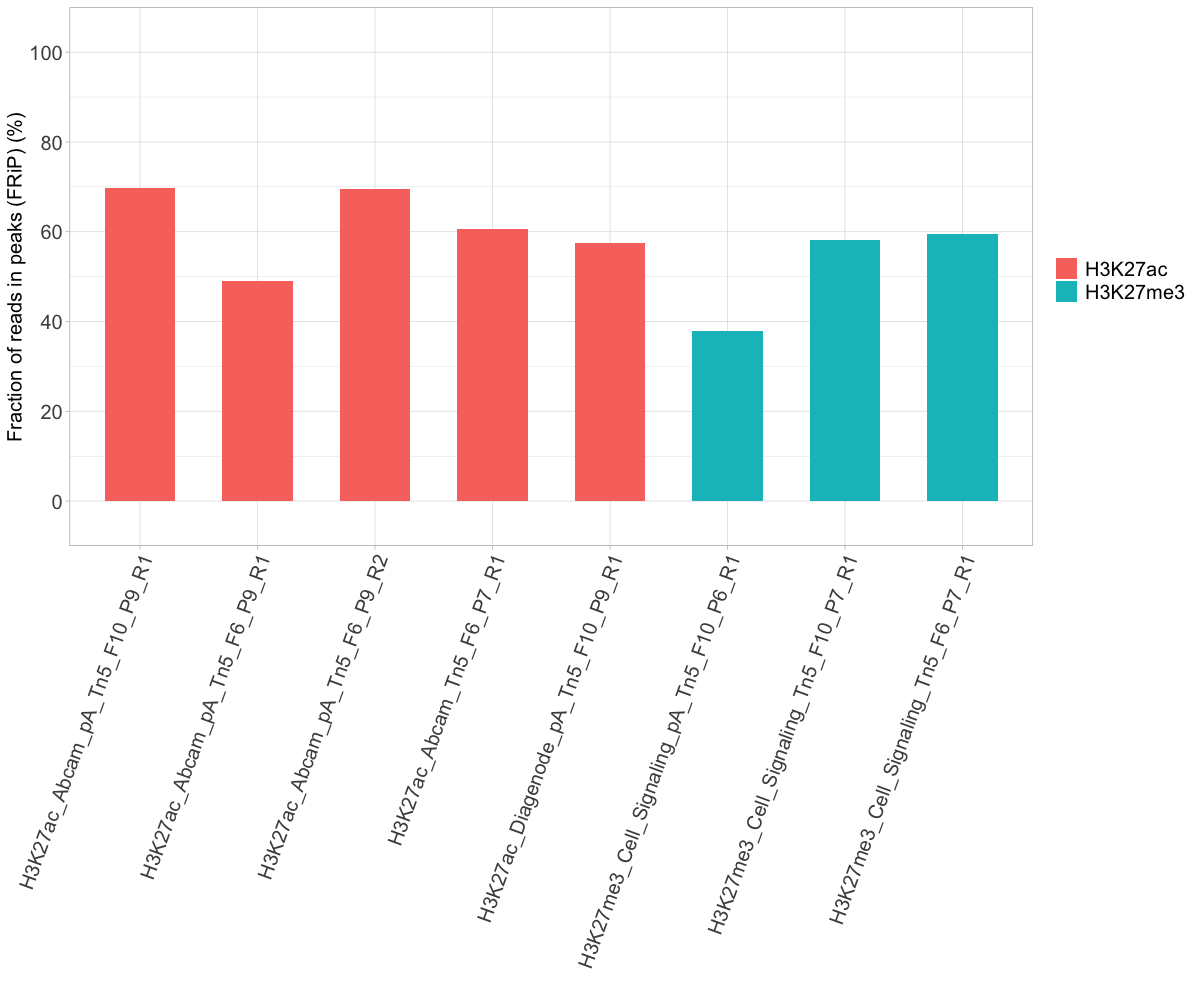 Fraction of reads in peaks (FRiP) (%)
100
80
60
40
20
0
H3K27ac_Abcam_pA_Tn5_F10_P9_R1
H3K27ac_Abcam_pA_Tn5_F6_P9_R1
H3K27ac_Abcam_pA_Tn5_F6_P9_R2
H3K27ac_Abcam_Tn5_F6_P7_R1
H3K27ac_Diagenode_pA_Tn5_F10_P9_R1
H3K27me3_Cell_Signaling_pA_Tn5_F10_P6_R1
H3K27me3_Cell_Signaling_Tn5_F10_P7_R1
H3K27me3_Cell_Signaling_Tn5_F6_P7_R1
H3K27ac
H3K27me3